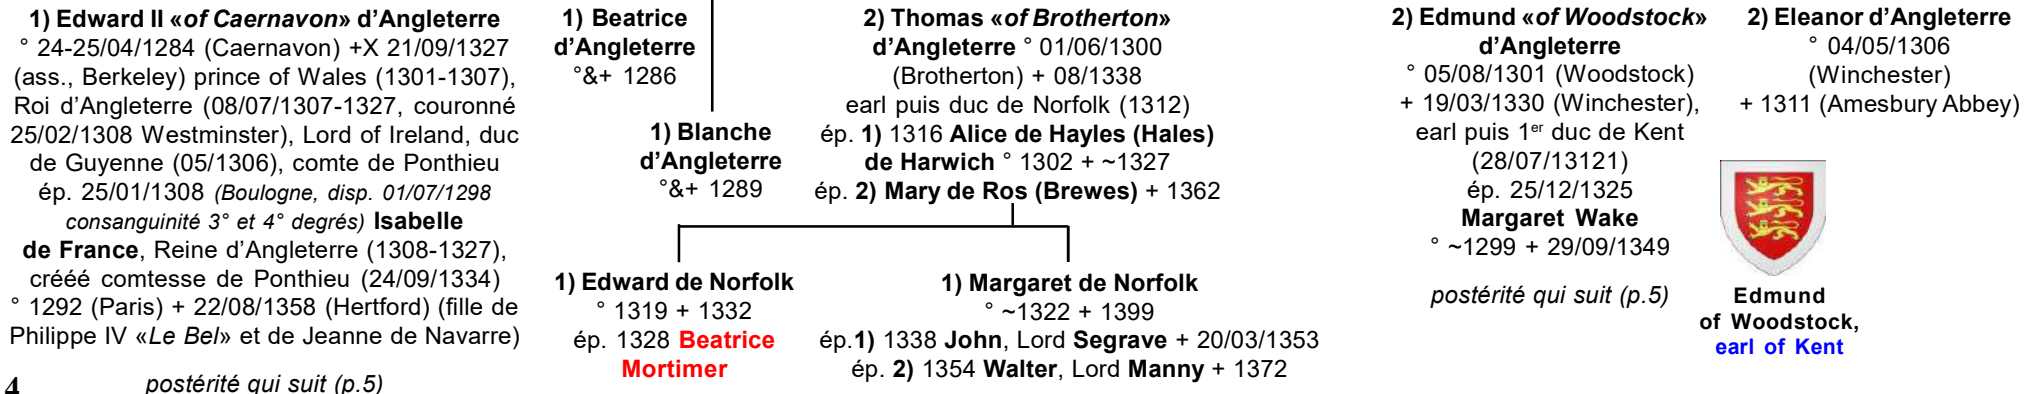 1) Edward II «of Caernavon» d’Angleterre
° 24-25/04/1284 (Caernavon) +X 21/09/1327
(ass., Berkeley) prince of Wales (1301-1307),
Roi d’Angleterre (08/07/1307-1327, couronné
25/02/1308 Westminster), Lord of Ireland, duc
de Guyenne (05/1306), comte de Ponthieu
ép. 25/01/1308 (Boulogne, disp. 01/07/1298
consanguinité 3° et 4° degrés) Isabelle
de France, Reine d’Angleterre (1308-1327),
crééé comtesse de Ponthieu (24/09/1334)
° 1292 (Paris) + 22/08/1358 (Hertford) (fille de
Philippe IV «Le Bel» et de Jeanne de Navarre)
postérité qui suit (p.5)
4
1) Beatrice
d’Angleterre
°&+ 1286
1) Blanche
d’Angleterre
°&+ 1289
2) Thomas «of Brotherton»
d’Angleterre ° 01/06/1300
(Brotherton) + 08/1338
earl puis duc de Norfolk (1312)
ép. 1) 1316 Alice de Hayles (Hales)
de Harwich ° 1302 + ~1327
ép. 2) Mary de Ros (Brewes) + 1362
1) Edward de Norfolk
° 1319 + 1332
ép. 1328 Beatrice
Mortimer
1) Margaret de Norfolk
° ~1322 + 1399
ép.1) 1338 John, Lord Segrave + 20/03/1353
ép. 2) 1354 Walter, Lord Manny + 1372
2) Edmund «of Woodstock»
d’Angleterre
° 05/08/1301 (Woodstock)
+ 19/03/1330 (Winchester),
earl puis 1er duc de Kent
(28/07/13121)
ép. 25/12/1325
Margaret Wake
° ~1299 + 29/09/1349
postérité qui suit (p.5)
2) Eleanor d’Angleterre
° 04/05/1306
(Winchester)
+ 1311 (Amesbury Abbey)
Edmund
of Woodstock,
earl of Kent